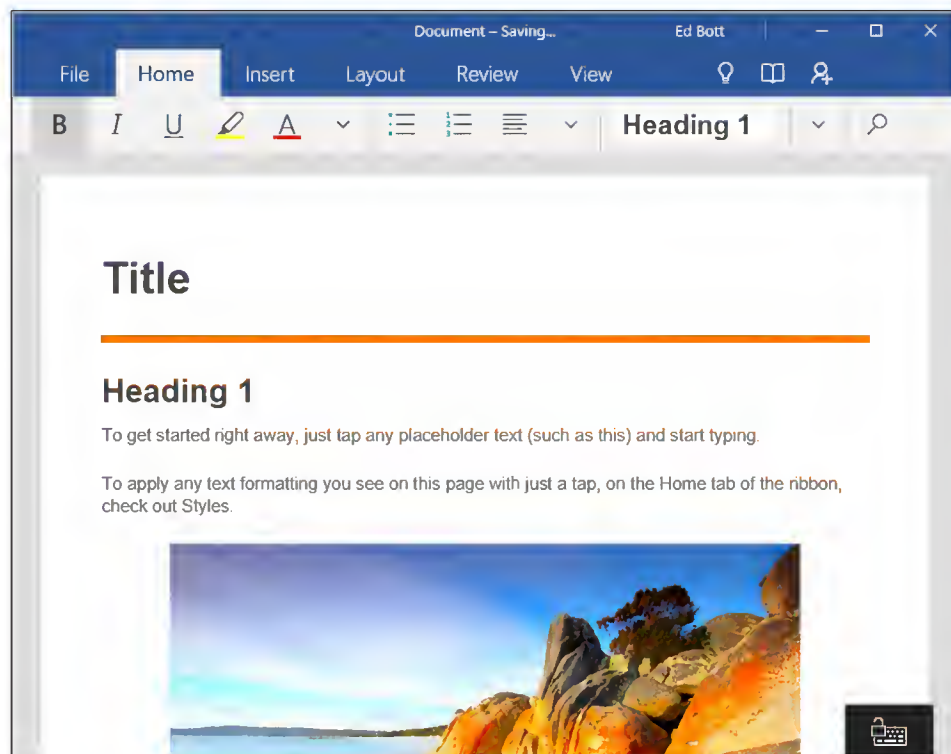 Document – Saving...
Ed Bott
File Home Insert Layout Review View
B I U A Heading 1
Title
Heading 1
To get started right away, just tap any placeholder text (such as this) and start typing.
To apply any text formatting you see on this page with just a tap, on the Home tab of the ribbon,
check out Styles.